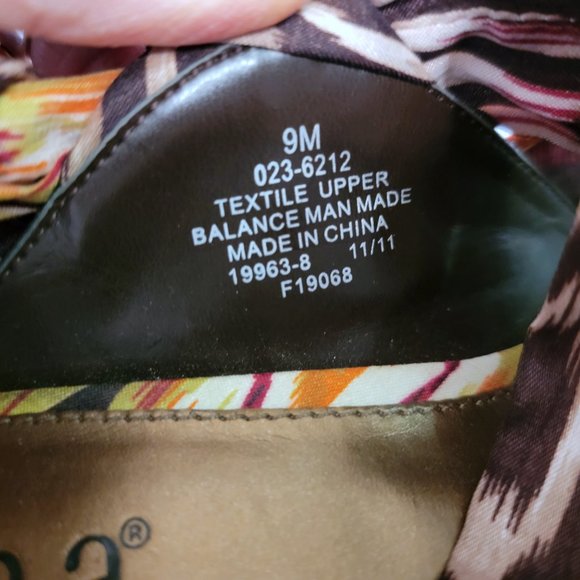 9M
023-6212
TEXTILE UPPER
BALANCE MAN MADE
MADE IN CHINA
19963-8 11/11
F19068
a®